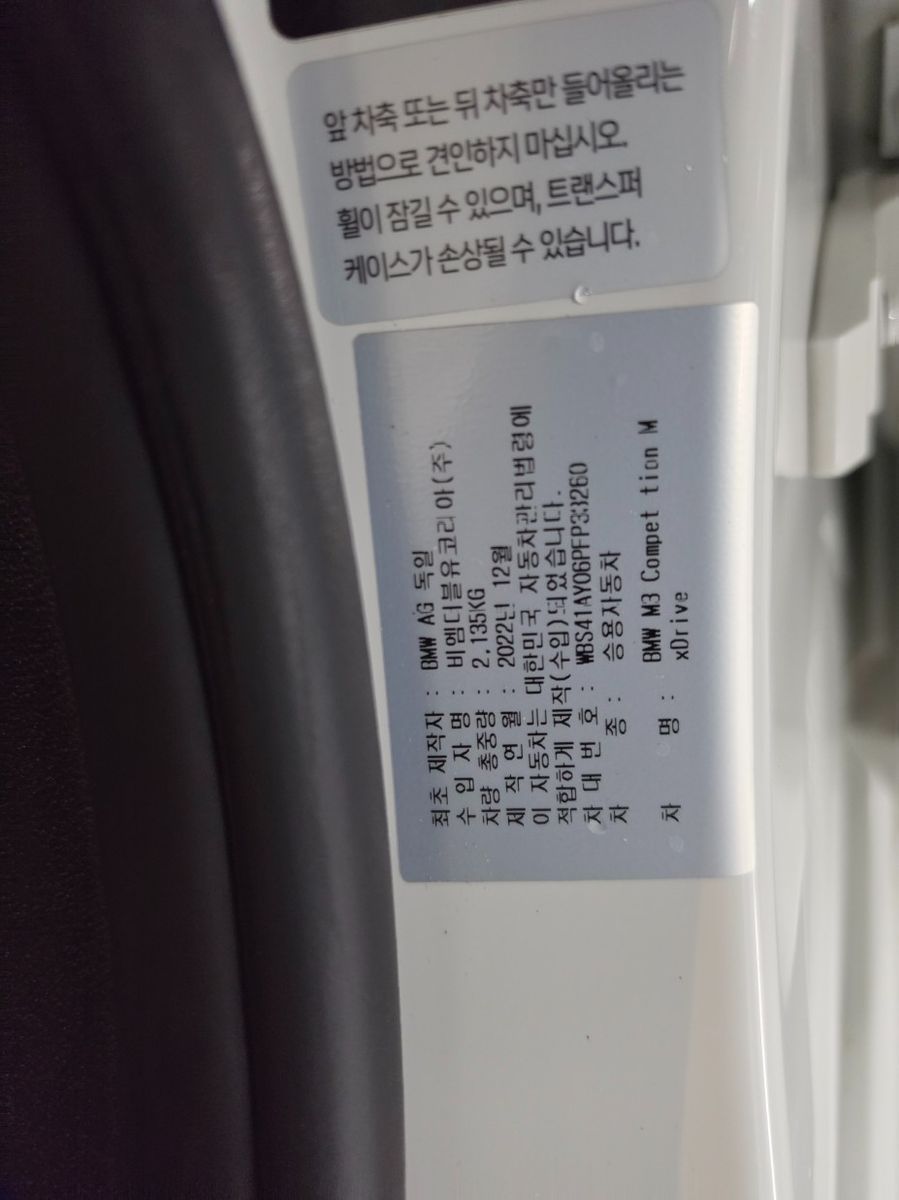 앞 차축 또는 뒤 차축만 들어올리는
방법으로 견인하지 마십시오.
휠이 잠길 수 있으며, 트랜스퍼
케이스가 손상될 수 있습니다.
최초 제작자 : BMW AG 독일
수 입 자 명 : 비엠더블유코리아(주)
차량 총중량 : 2,135KG
제 작 연 월 : 2022년 12월
이 자동차는 대한민국 자동차관리법령에
적합하게 제작(수입)되었습니다.
차 대 번 호 : WBS41AY06PFP33260
차 종 : 승용자동차
차 명 : BMW M3 Compet tion M
xDrive